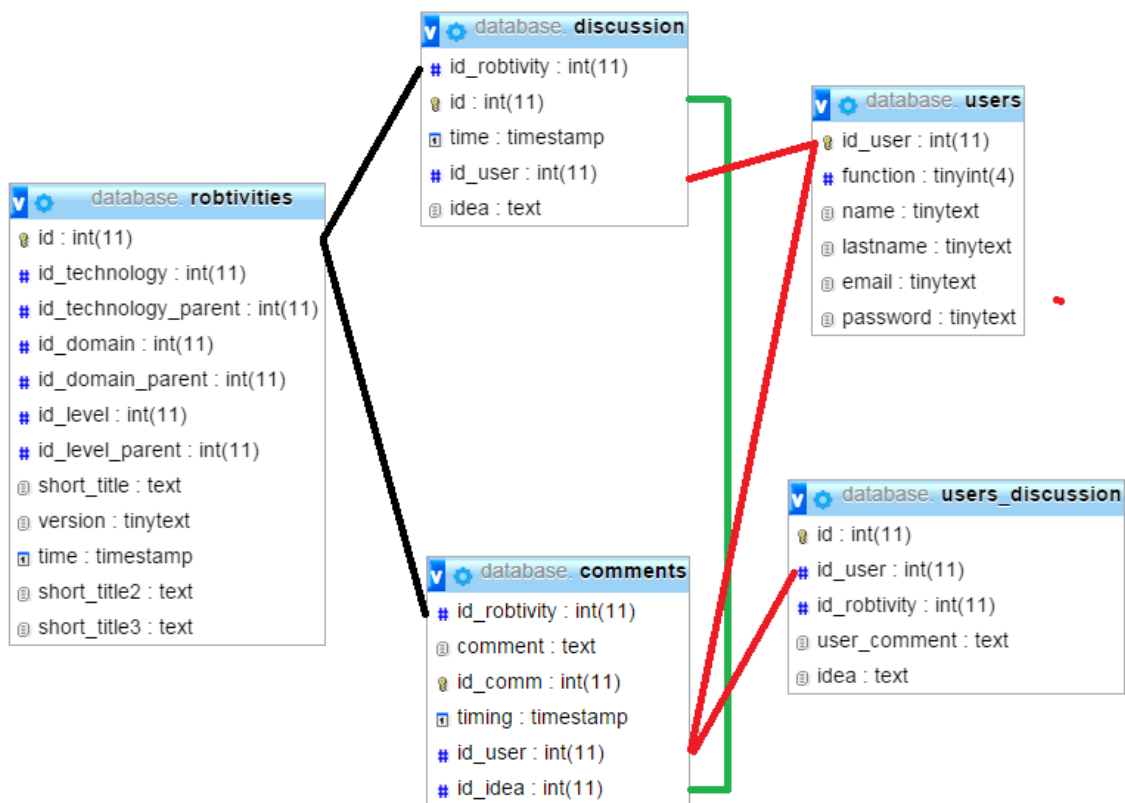 database. discussion
id_robtivity : int(11)
id : int(11)
time : timestamp
id_user : int(11)
idea : text
database. users
id_user : int(11)
function : tinyint(4)
name : tinytext
lastname : tinytext
email : tinytext
password : tinytext
database. robtivities
id : int(11)
id_technology : int(11)
id_technology_parent : int(11)
id_domain : int(11)
id_domain_parent : int(11)
id_level : int(11)
id_level_parent : int(11)
short_title : text
version : tinytext
time : timestamp
short_title2 : text
short_title3 : text
database. comments
id_robtivity : int(11)
comment : text
id_comm : int(11)
timing : timestamp
id_user : int(11)
id_idea : int(11)
database. users_discussion
id : int(11)
id_user : int(11)
id_robtivity : int(11)
user_comment : text
idea : text